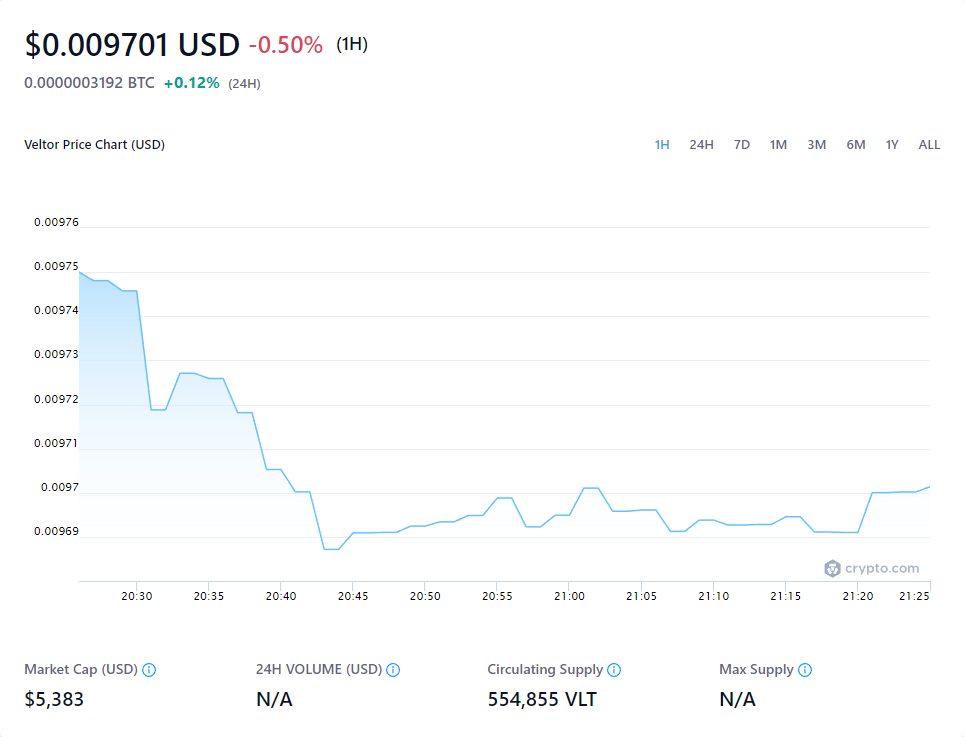 $0.009701 USD -0.50% (1H)
0.0000003192 BTC +0.12% (24H)
Veltor Price Chart (USD)
1H 24H 7D 1M 3M 6M 1Y ALL
0.00976
0.00975
0.00974
0.00973
0.00972
0.00971
0.0097
0.00969
crypto.com
20:30 20:35 20:40 20:45 20:50 20:55 21:00 21:05 21:10 21:15 21:20 21:25
Market Cap (USD) 24H VOLUME (USD) Circulating Supply Max Supply
$5,383 N/A 554,855 VLT N/A